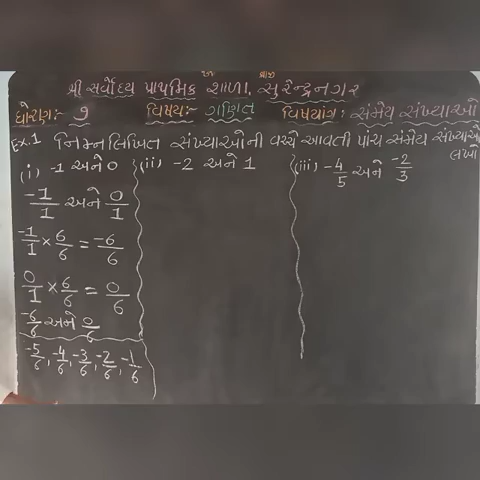 શ્રી સર્વોદય પ્રાથમિક શાળા. સુરેન્દ્રનગર
ધોરણ:- ૭ વિષય:- ગણિત વિષયાંગ: સંમેય સંખ્યાઓ
Ex.1 નિમ્ન લિખિત સંખ્યાઓની વચ્ચે આવતી પાંચ સંમેય સંખ્યાઓ
લખો
(i) -1 અને 0 (ii) -2 અને 1 (iii) -4/5 અને -2/3
-1/1 અને 0/1
-1/1 × 6/6 = -6/6
0/1 × 6/6 = 0/6
-6/6 અને 0/6
-5/6, -4/6, -3/6, -2/6, -1/6